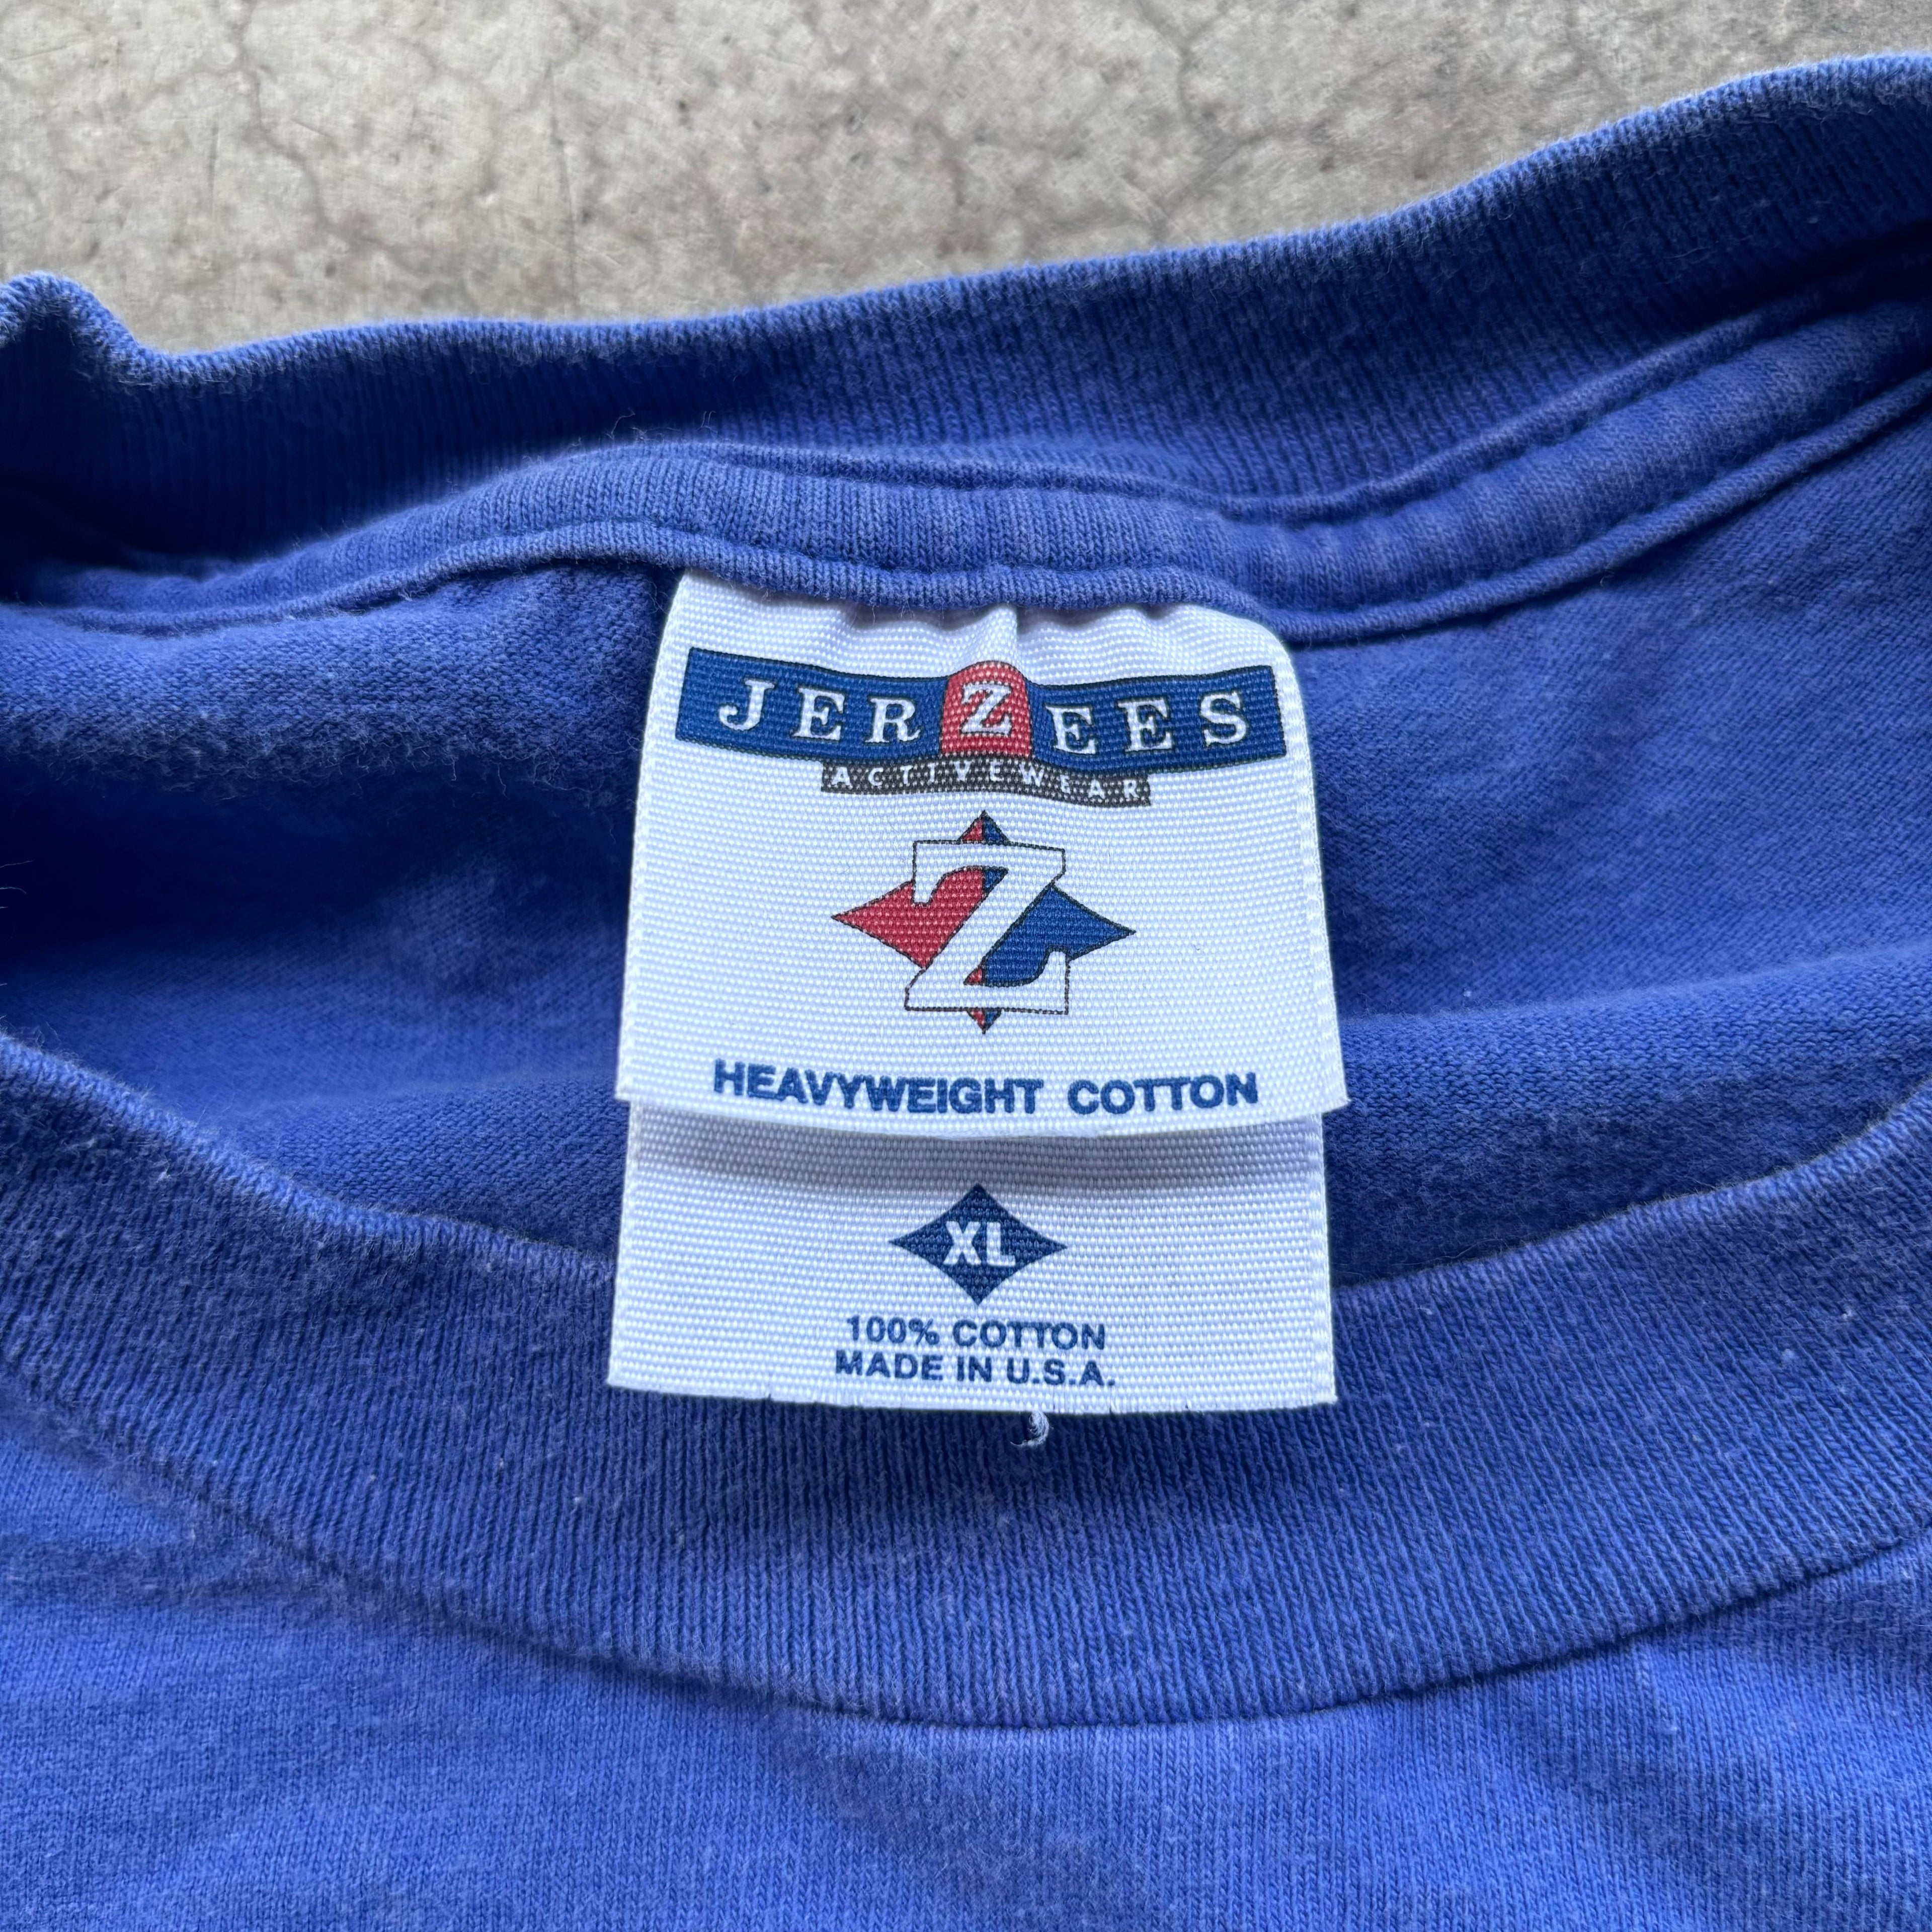 JERZEES
ACTIVEWEAR
Z
HEAVYWEIGHT COTTON
XL
100% COTTON
MADE IN U.S.A.